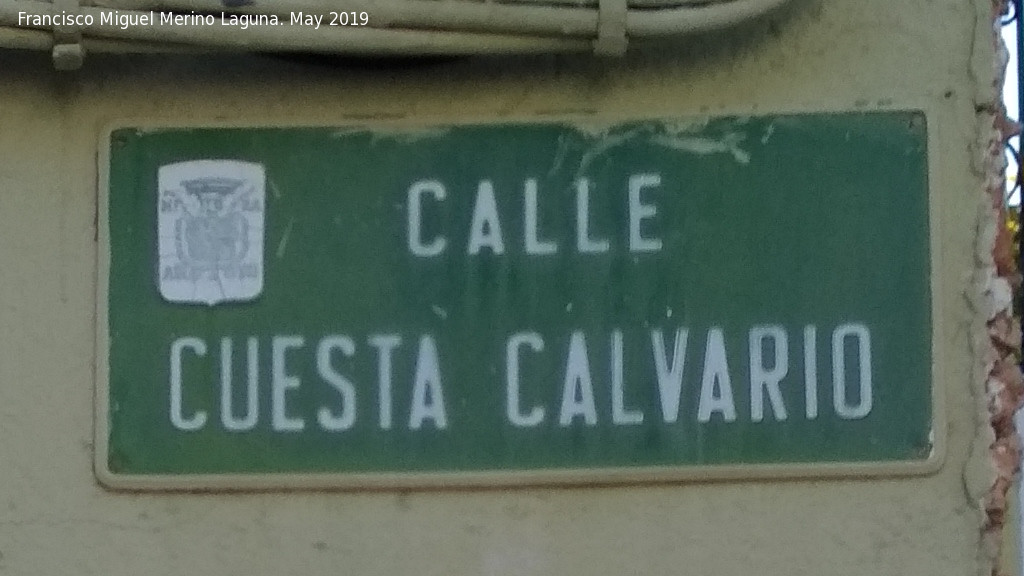 Francisco Miguel Merino Laguna. May 2019
CALLE
CUESTA CALVARIO